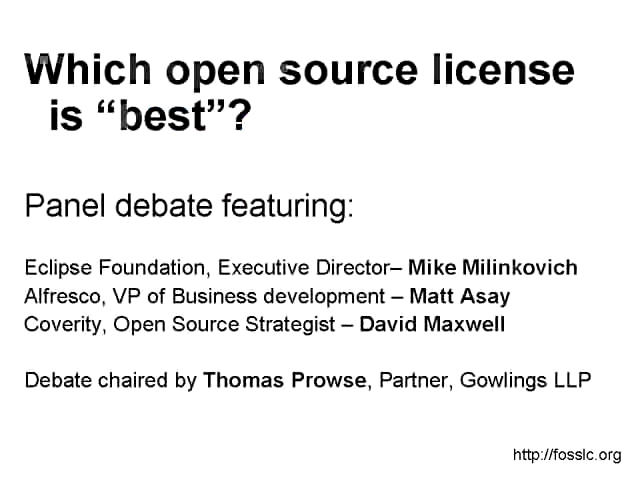 Which open source license
is “best”?
Panel debate featuring:
Eclipse Foundation, Executive Director– Mike Milinkovich
Alfresco, VP of Business development – Matt Asay
Coverity, Open Source Strategist – David Maxwell
Debate chaired by Thomas Prowse, Partner, Gowlings LLP
http://fosslc.org